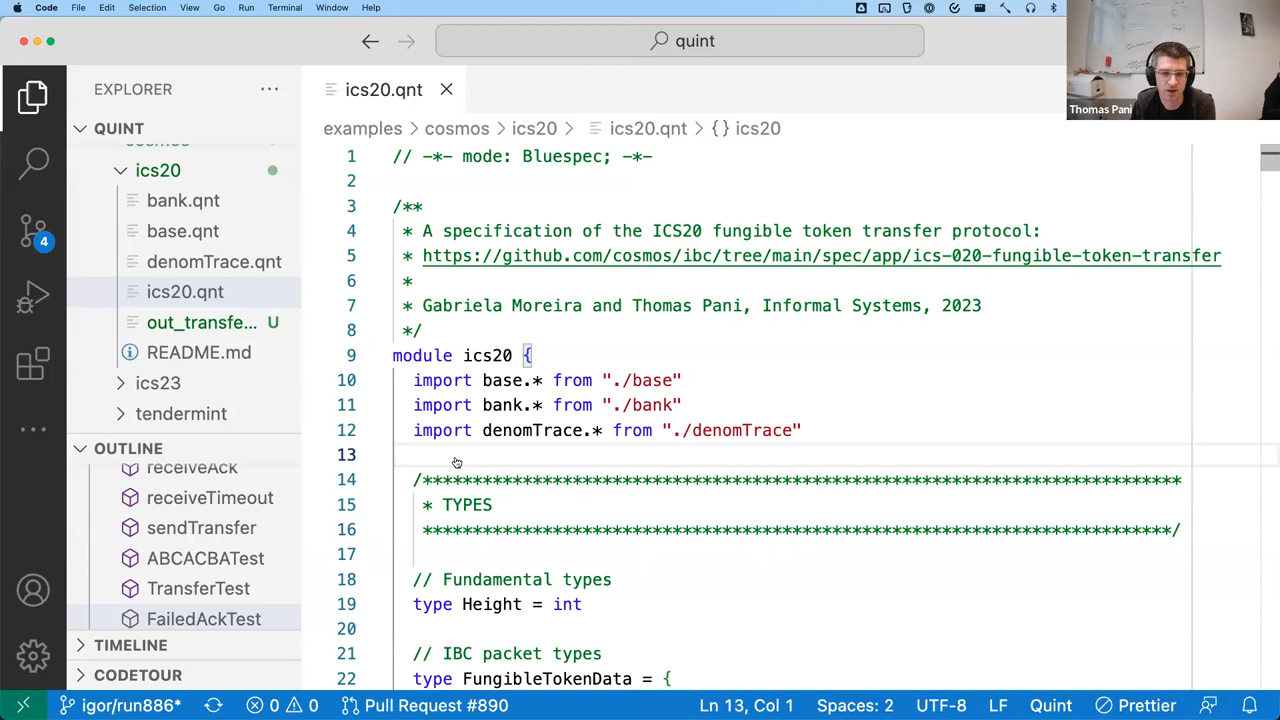 Code File Edit Selection View Go Run Terminal Window Help
quint
Thomas Pani
EXPLORER
ics20.qnt
QUINT
examples > cosmos > ics20 > ics20.qnt > {} ics20
cosmos
ics20
bank.qnt
base.qnt
denomTrace.qnt
ics20.qnt
out_transfe... U
README.md
ics23
tendermint
4
OUTLINE
receiveAck
receiveTimeout
sendTransfer
ABCACBATest
TransferTest
FailedAckTest
TIMELINE
CODETOUR
1 // -*- mode: Bluespec; -*-
2
3 /**
4 * A specification of the ICS20 fungible token transfer protocol:
5 * https://github.com/cosmos/ibc/tree/main/spec/app/ics-020-fungible-token-transfer
6 *
7 * Gabriela Moreira and Thomas Pani, Informal Systems, 2023
8 */
9 module ics20 {
10 import base.* from "./base"
11 import bank.* from "./bank"
12 import denomTrace.* from "./denomTrace"
13
14 /***************************************************************************
15 * TYPES
16 ***************************************************************************/
17
18 // Fundamental types
19 type Height = int
20
21 // IBC packet types
22 type FungibleTokenData = {
igor/run886* 0 0 Pull Request #890 Ln 13, Col 1 Spaces: 2 UTF-8 LF Quint Prettier